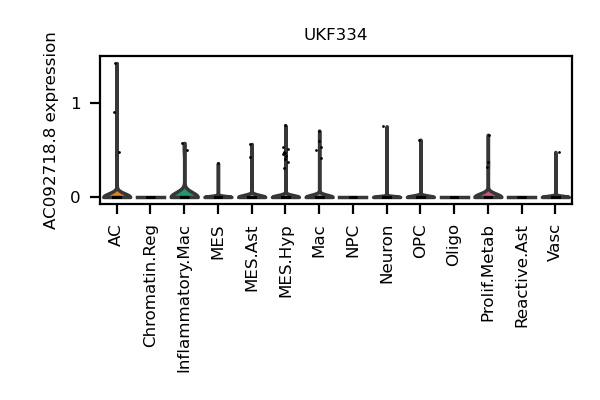 UKF334
AC092718.8 expression
1
0
AC
Chromatin.Reg
Inflammatory.Mac
MES
MES.Ast
MES.Hyp
Mac
NPC
Neuron
OPC
Oligo
Prolif.Metab
Reactive.Ast
Vasc